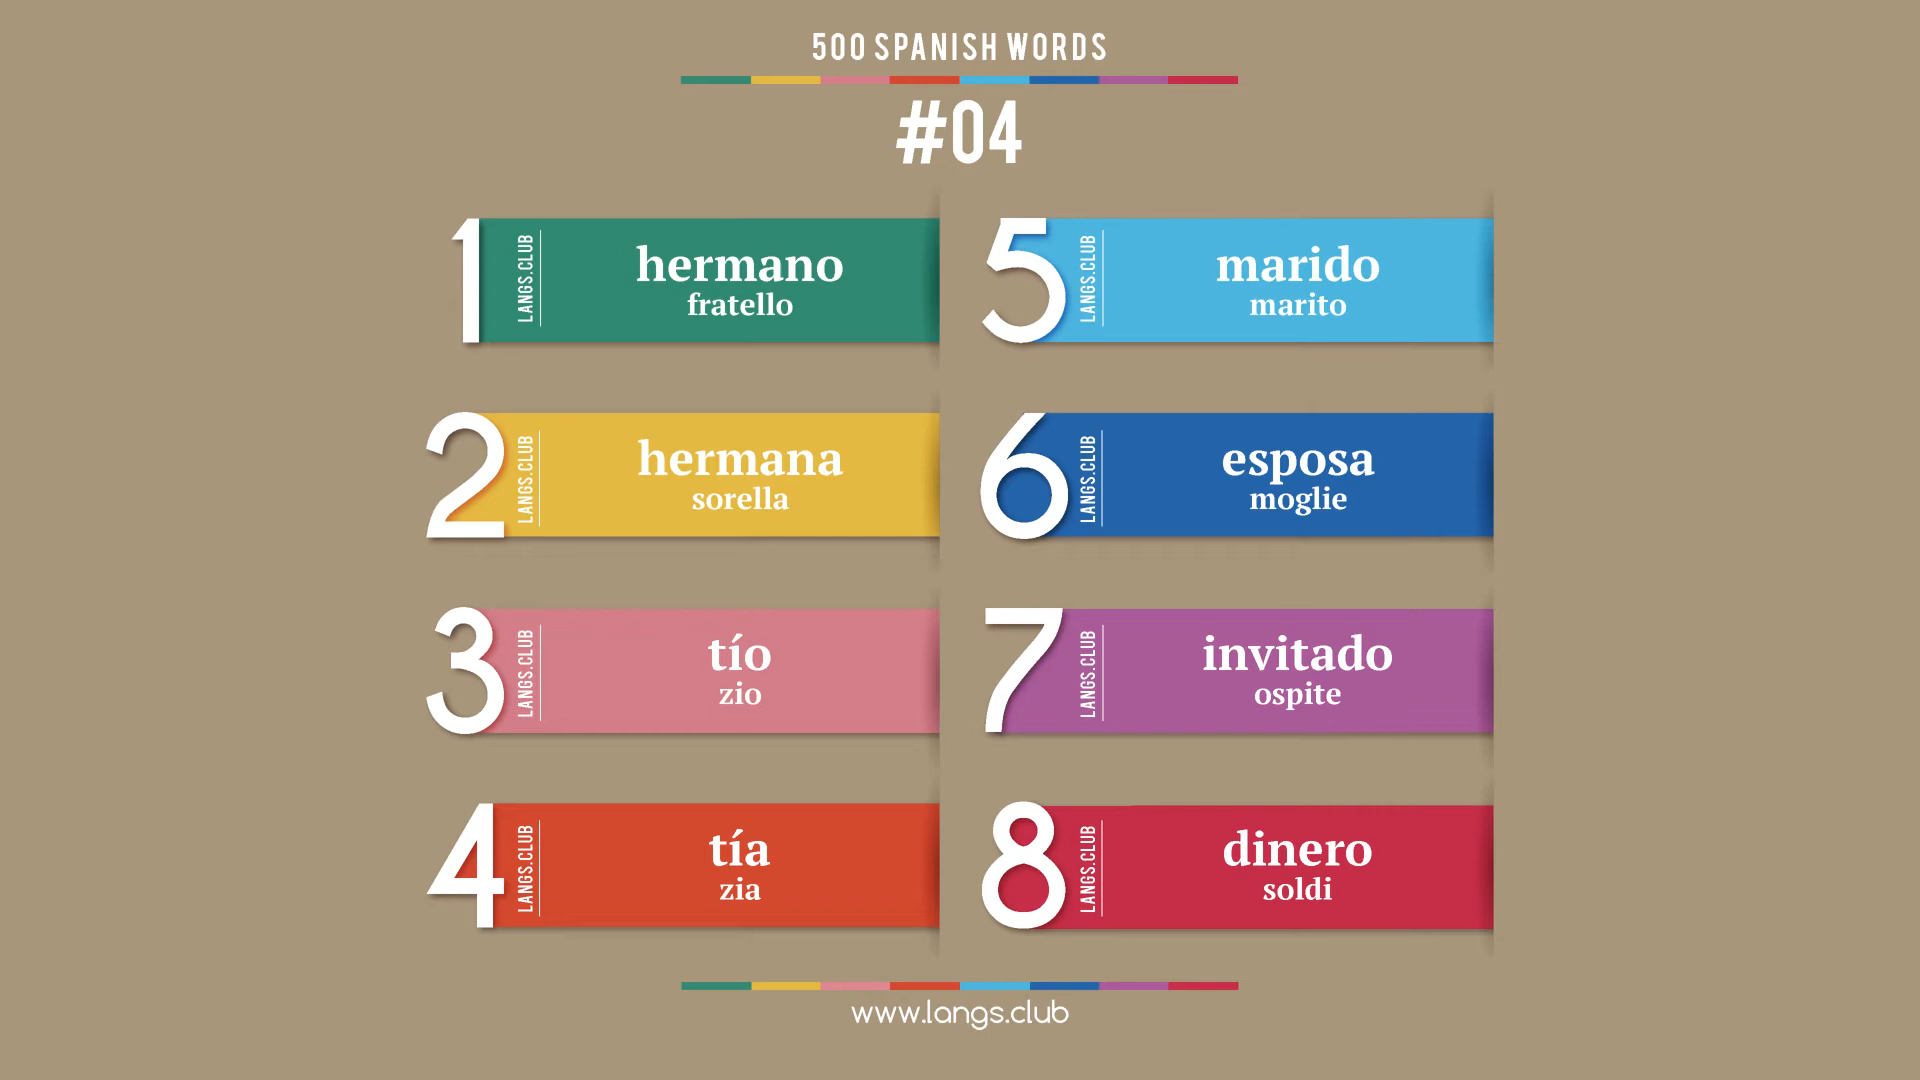 500 SPANISH WORDS
#04
1
LANGS.CLUB
hermano
fratello
2
LANGS.CLUB
hermana
sorella
3
LANGS.CLUB
tío
zio
4
LANGS.CLUB
tía
zia
5
LANGS.CLUB
marido
marito
6
LANGS.CLUB
esposa
moglie
7
LANGS.CLUB
invitado
ospite
8
LANGS.CLUB
dinero
soldi
www.langs.club